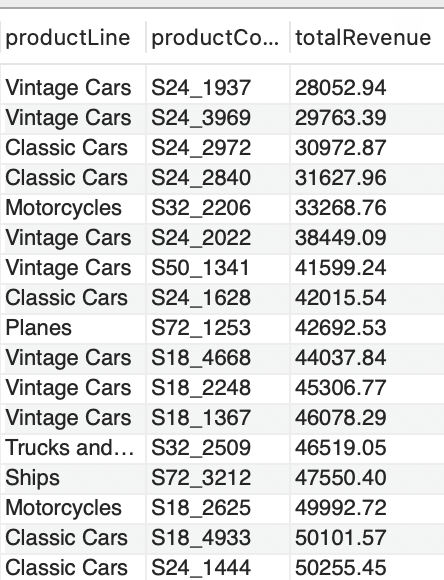 productLine productCo... totalRevenue
Vintage Cars S24_1937 28052.94
Vintage Cars S24_3969 29763.39
Classic Cars S24_2972 30972.87
Classic Cars S24_2840 31627.96
Motorcycles S32_2206 33268.76
Vintage Cars S24_2022 38449.09
Vintage Cars S50_1341 41599.24
Classic Cars S24_1628 42015.54
Planes S72_1253 42692.53
Vintage Cars S18_4668 44037.84
Vintage Cars S18_2248 45306.77
Vintage Cars S18_1367 46078.29
Trucks and... S32_2509 46519.05
Ships S72_3212 47550.40
Motorcycles S18_2625 49992.72
Classic Cars S18_4933 50101.57
Classic Cars S24_1444 50255.45